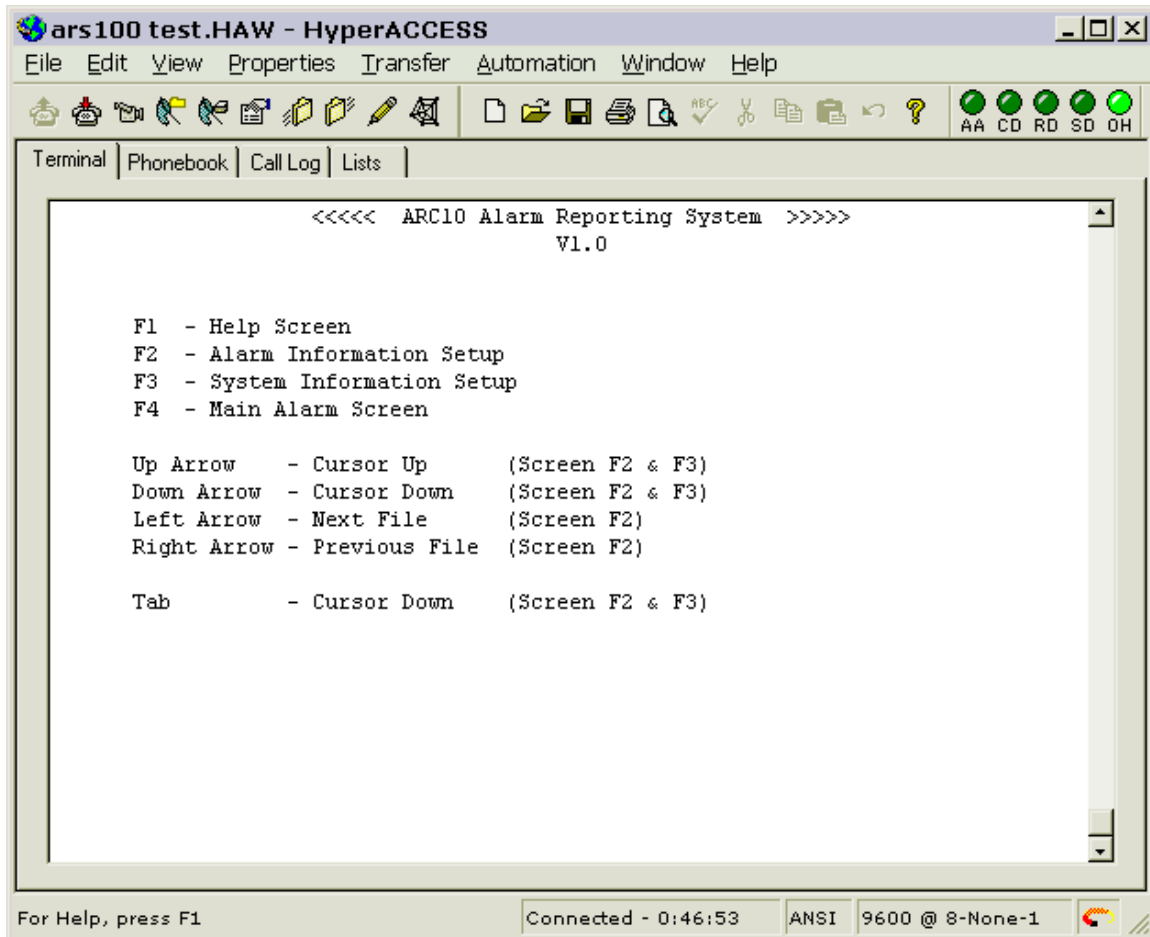 ars100 test.HAW - HyperACCESS
File Edit View Properties Transfer Automation Window Help
ABC
AA CD RD SD OH
Terminal Phonebook Call Log Lists
<<<<< ARC10 Alarm Reporting System >>>>>
V1.0
F1 - Help Screen
F2 - Alarm Information Setup
F3 - System Information Setup
F4 - Main Alarm Screen
Up Arrow - Cursor Up (Screen F2 & F3)
Down Arrow - Cursor Down (Screen F2 & F3)
Left Arrow - Next File (Screen F2)
Right Arrow - Previous File (Screen F2)
Tab - Cursor Down (Screen F2 & F3)
For Help, press F1
Connected - 0:46:53 ANSI 9600 @ 8-None-1